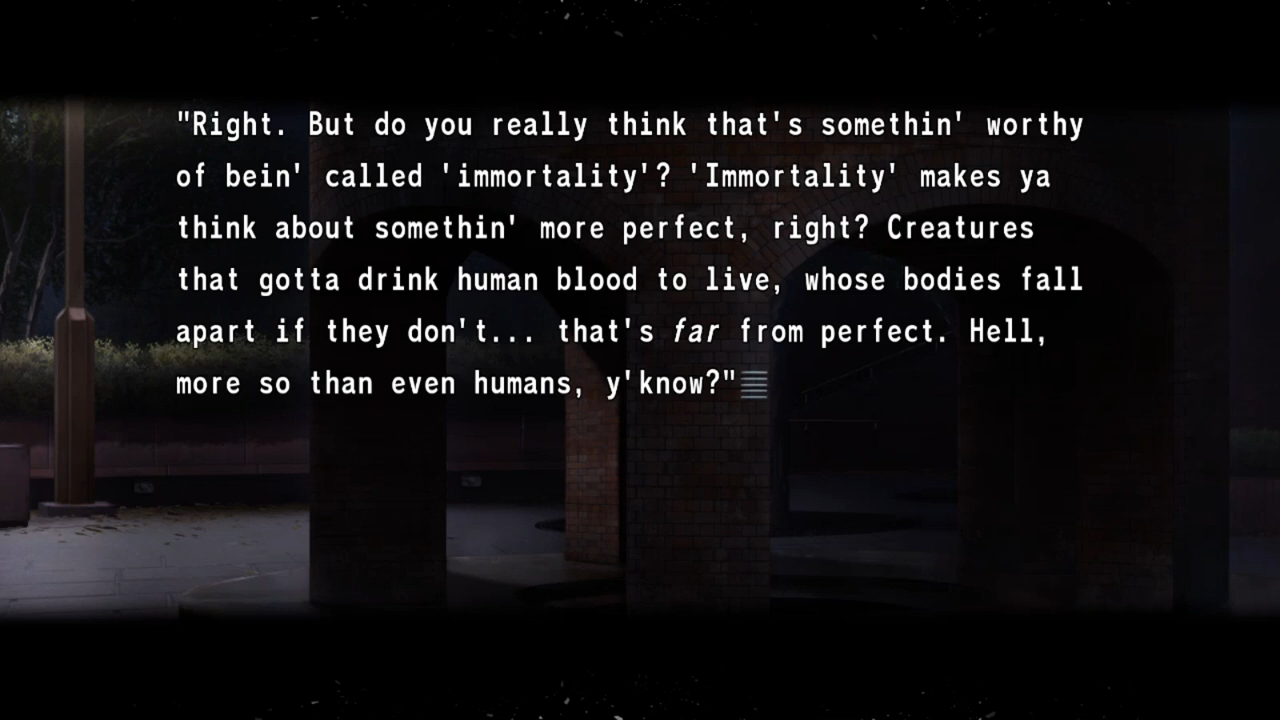 "Right. But do you really think that's somethin' worthy
of bein' called 'immortality'? 'Immortality' makes ya
think about somethin' more perfect, right? Creatures
that gotta drink human blood to live, whose bodies fall
apart if they don't... that's far from perfect. Hell,
more so than even humans, y'know?"